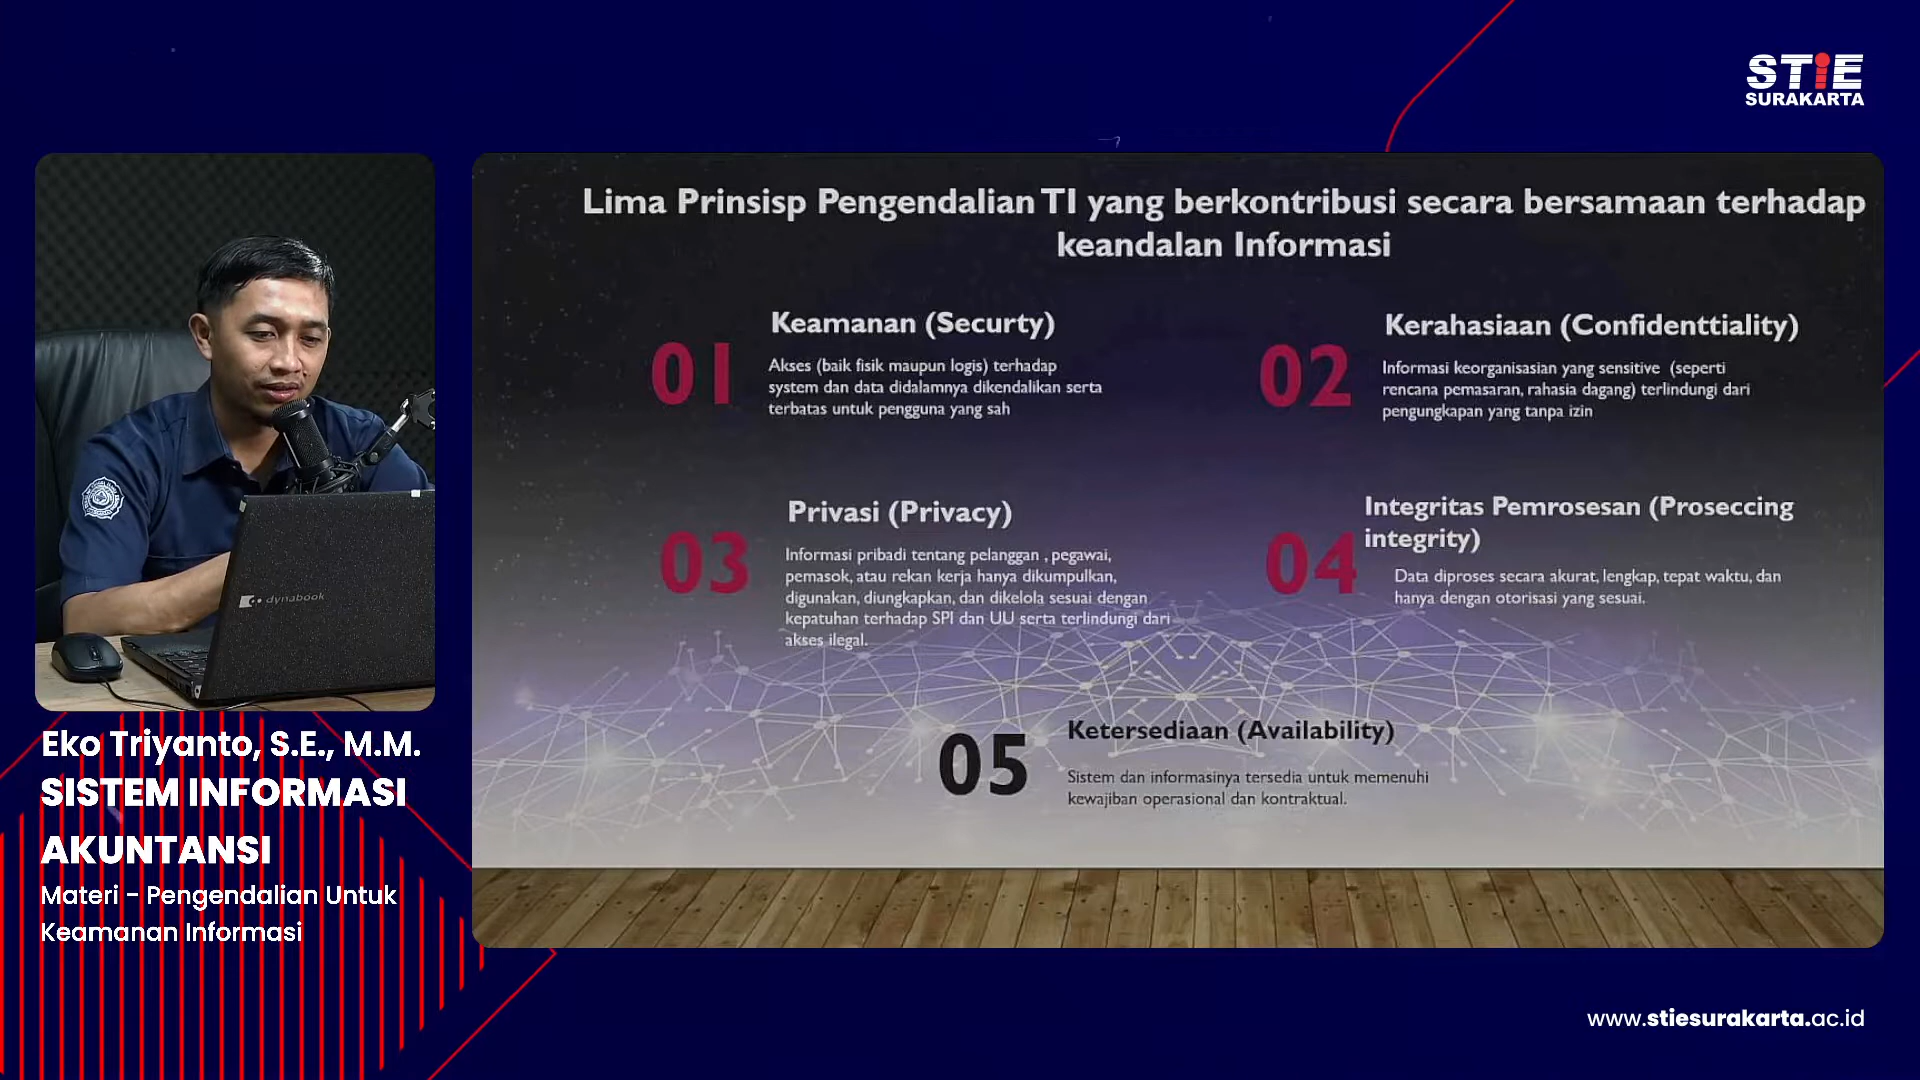 STiE
SURAKARTA
Lima Prinsisp Pengendalian TI yang berkontribusi secara bersamaan terhadap
keandalan Informasi
01
Keamanan (Securty)
Akses (baik fisik maupun logis) terhadap
system dan data didalamnya dikendalikan serta
terbatas untuk pengguna yang sah
02
Kerahasiaan (Confidenttiality)
Informasi keorganisasian yang sensitive (seperti
rencana pemasaran, rahasia dagang) terlindungi dari
pengungkapan yang tanpa izin
03
Privasi (Privacy)
Informasi pribadi tentang pelanggan , pegawai,
pemasok, atau rekan kerja hanya dikumpulkan,
digunakan, diungkapkan, dan dikelola sesuai dengan
kepatuhan terhadap SPI dan UU serta terlindungi dari
akses ilegal.
04
Integritas Pemrosesan (Proseccing
integrity)
Data diproses secara akurat, lengkap, tepat waktu, dan
hanya dengan otorisasi yang sesuai.
05
Ketersediaan (Availability)
Sistem dan informasinya tersedia untuk memenuhi
kewajiban operasional dan kontraktual.
dynabook
Eko Triyanto, S.E., M.M.
SISTEM INFORMASI
AKUNTANSI
Materi - Pengendalian Untuk
Keamanan Informasi
www.stiesurakarta.ac.id